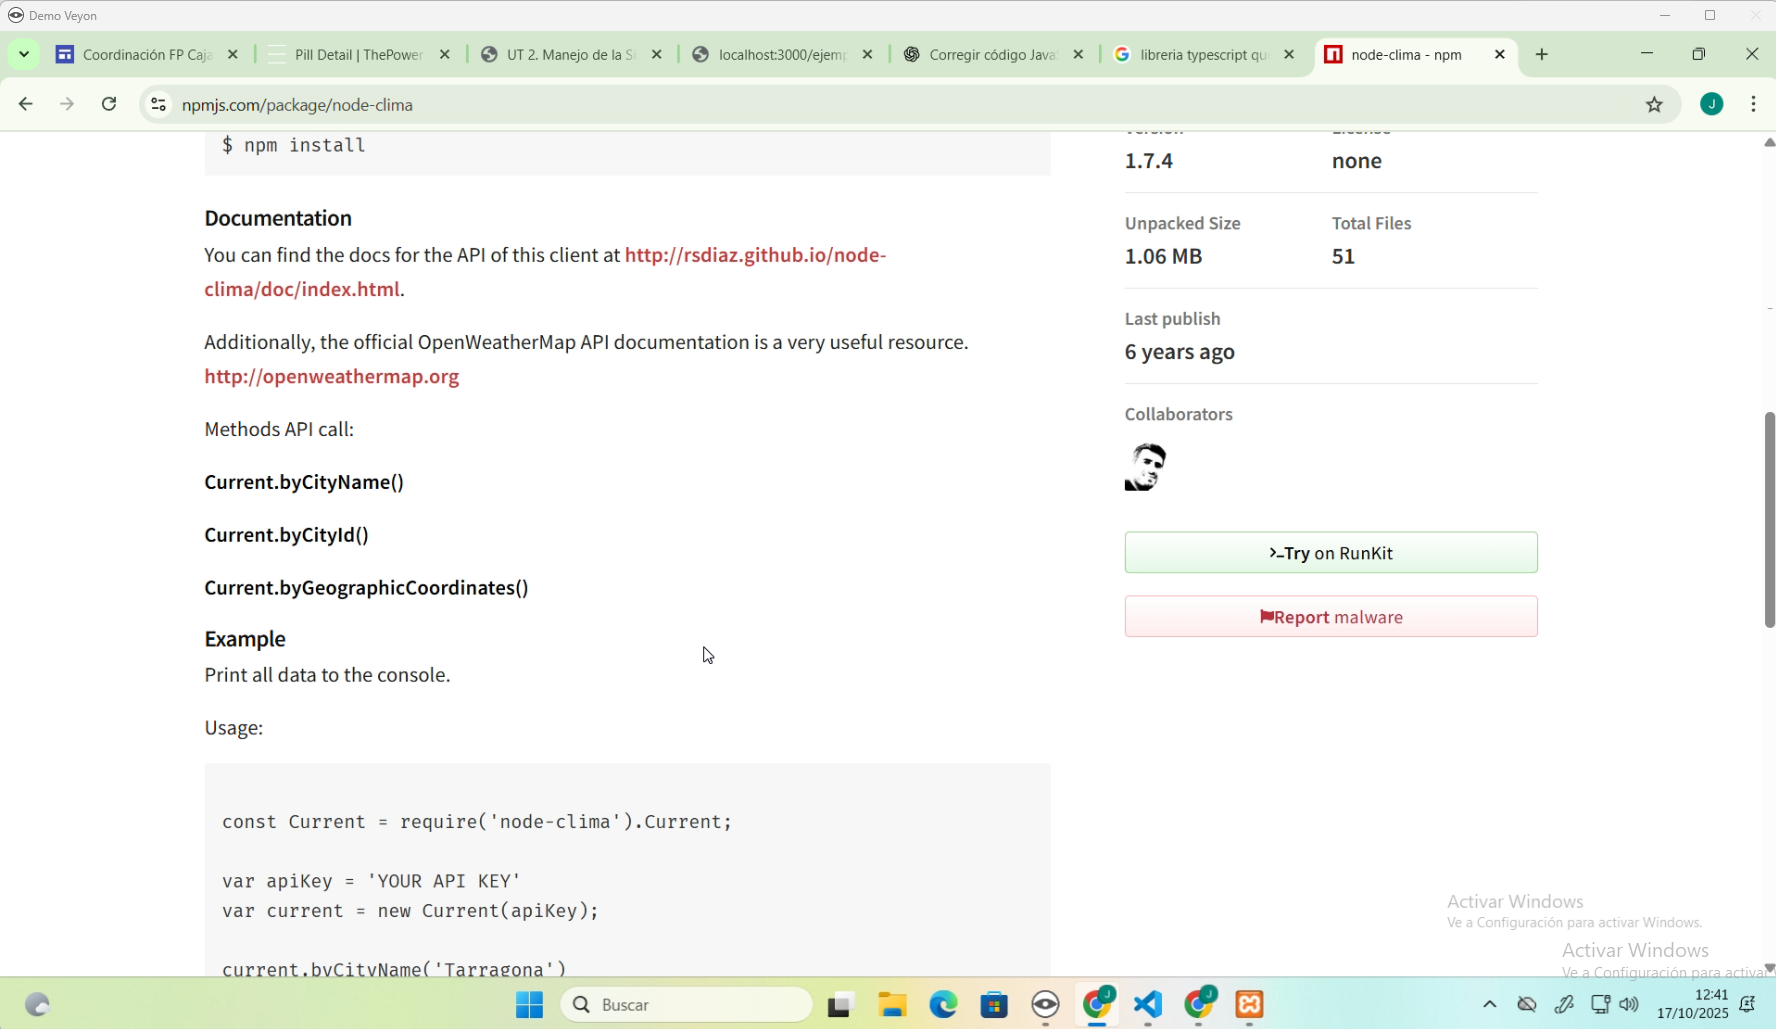 Demo Veyon
Coordinación FP Caja
Pill Detail | ThePower
UT 2. Manejo de la Si
localhost:3000/ejemp
Corregir código Java
libreria typescript qu
node-clima - npm
npmjs.com/package/node-clima
J
$ npm install
Documentation
You can find the docs for the API of this client at http://rsdiaz.github.io/node-
clima/doc/index.html.
Additionally, the official OpenWeatherMap API documentation is a very useful resource.
http://openweathermap.org
Methods API call:
Current.byCityName()
Current.byCityId()
Current.byGeographicCoordinates()
Example
Print all data to the console.
Usage:
const Current = require('node-clima').Current;
var apiKey = 'YOUR API KEY'
var current = new Current(apiKey);
current.byCityName('Tarragona')
Version License
1.7.4 none
Unpacked Size Total Files
1.06 MB 51
Last publish
6 years ago
Collaborators
>_Try on RunKit
Report malware
Activar Windows
Ve a Configuración para activar Windows.
Activar Windows
Ve a Configuración para activar
Buscar
J
J
12:41
17/10/2025